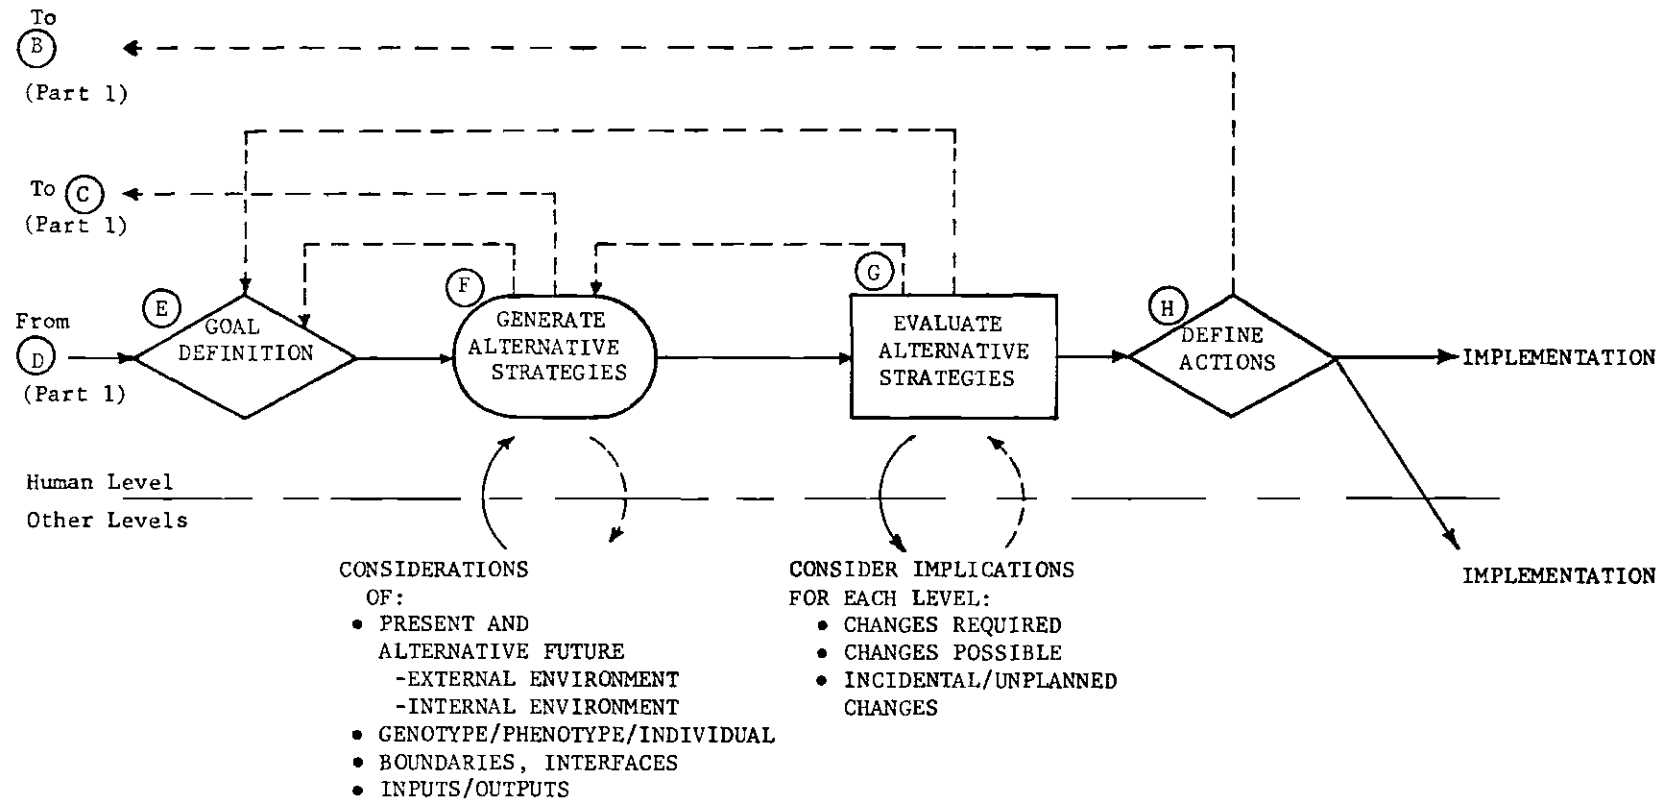 To
B
(Part 1)
To C
(Part 1)
From
D
(Part 1)
E
GOAL
DEFINITION
F
GENERATE
ALTERNATIVE
STRATEGIES
G
EVALUATE
ALTERNATIVE
STRATEGIES
H
DEFINE
ACTIONS
IMPLEMENTATION
Human Level
Other Levels
IMPLEMENTATION
CONSIDERATIONS
OF:
• PRESENT AND
ALTERNATIVE FUTURE
-EXTERNAL ENVIRONMENT
-INTERNAL ENVIRONMENT
• GENOTYPE/PHENOTYPE/INDIVIDUAL
• BOUNDARIES, INTERFACES
• INPUTS/OUTPUTS
CONSIDER IMPLICATIONS
FOR EACH LEVEL:
• CHANGES REQUIRED
• CHANGES POSSIBLE
• INCIDENTAL/UNPLANNED
CHANGES